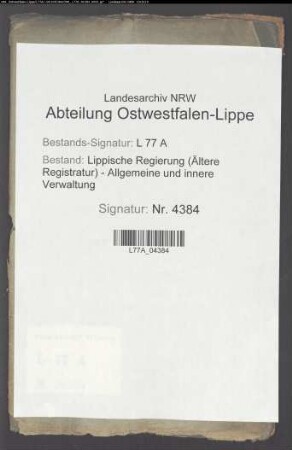 Landesarchiv NRW
Abteilung Ostwestfalen-Lippe
Bestands-Signatur: L 77 A
Bestand: Lippische Regierung (Ältere
Registratur) - Allgemeine und innere
Verwaltung
Signatur: Nr. 4384
L77A_04384